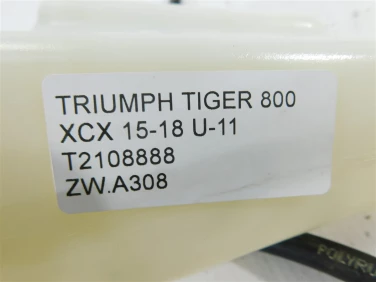 TRIUMPH TIGER 800
XCX 15-18 U-11
T2108888
ZW.A308